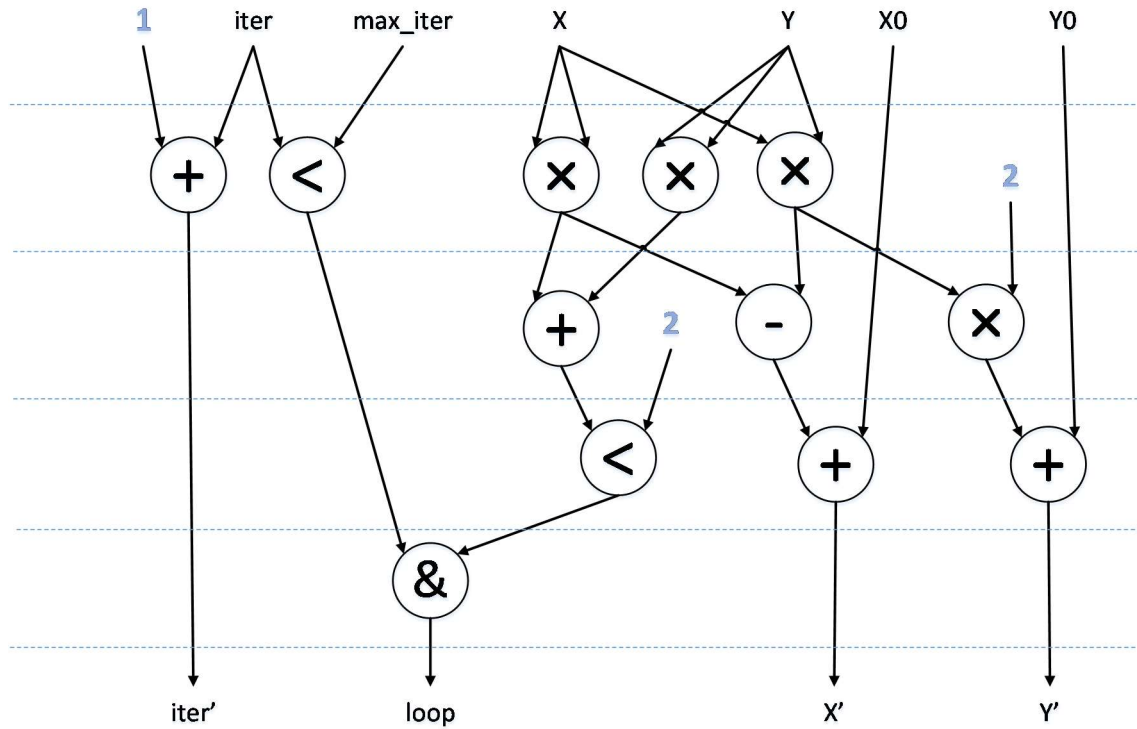 1 iter max_iter X Y X0 Y0
+ < × × ×
2
+ - ×
2
< + +
&
iter’ loop X’ Y’